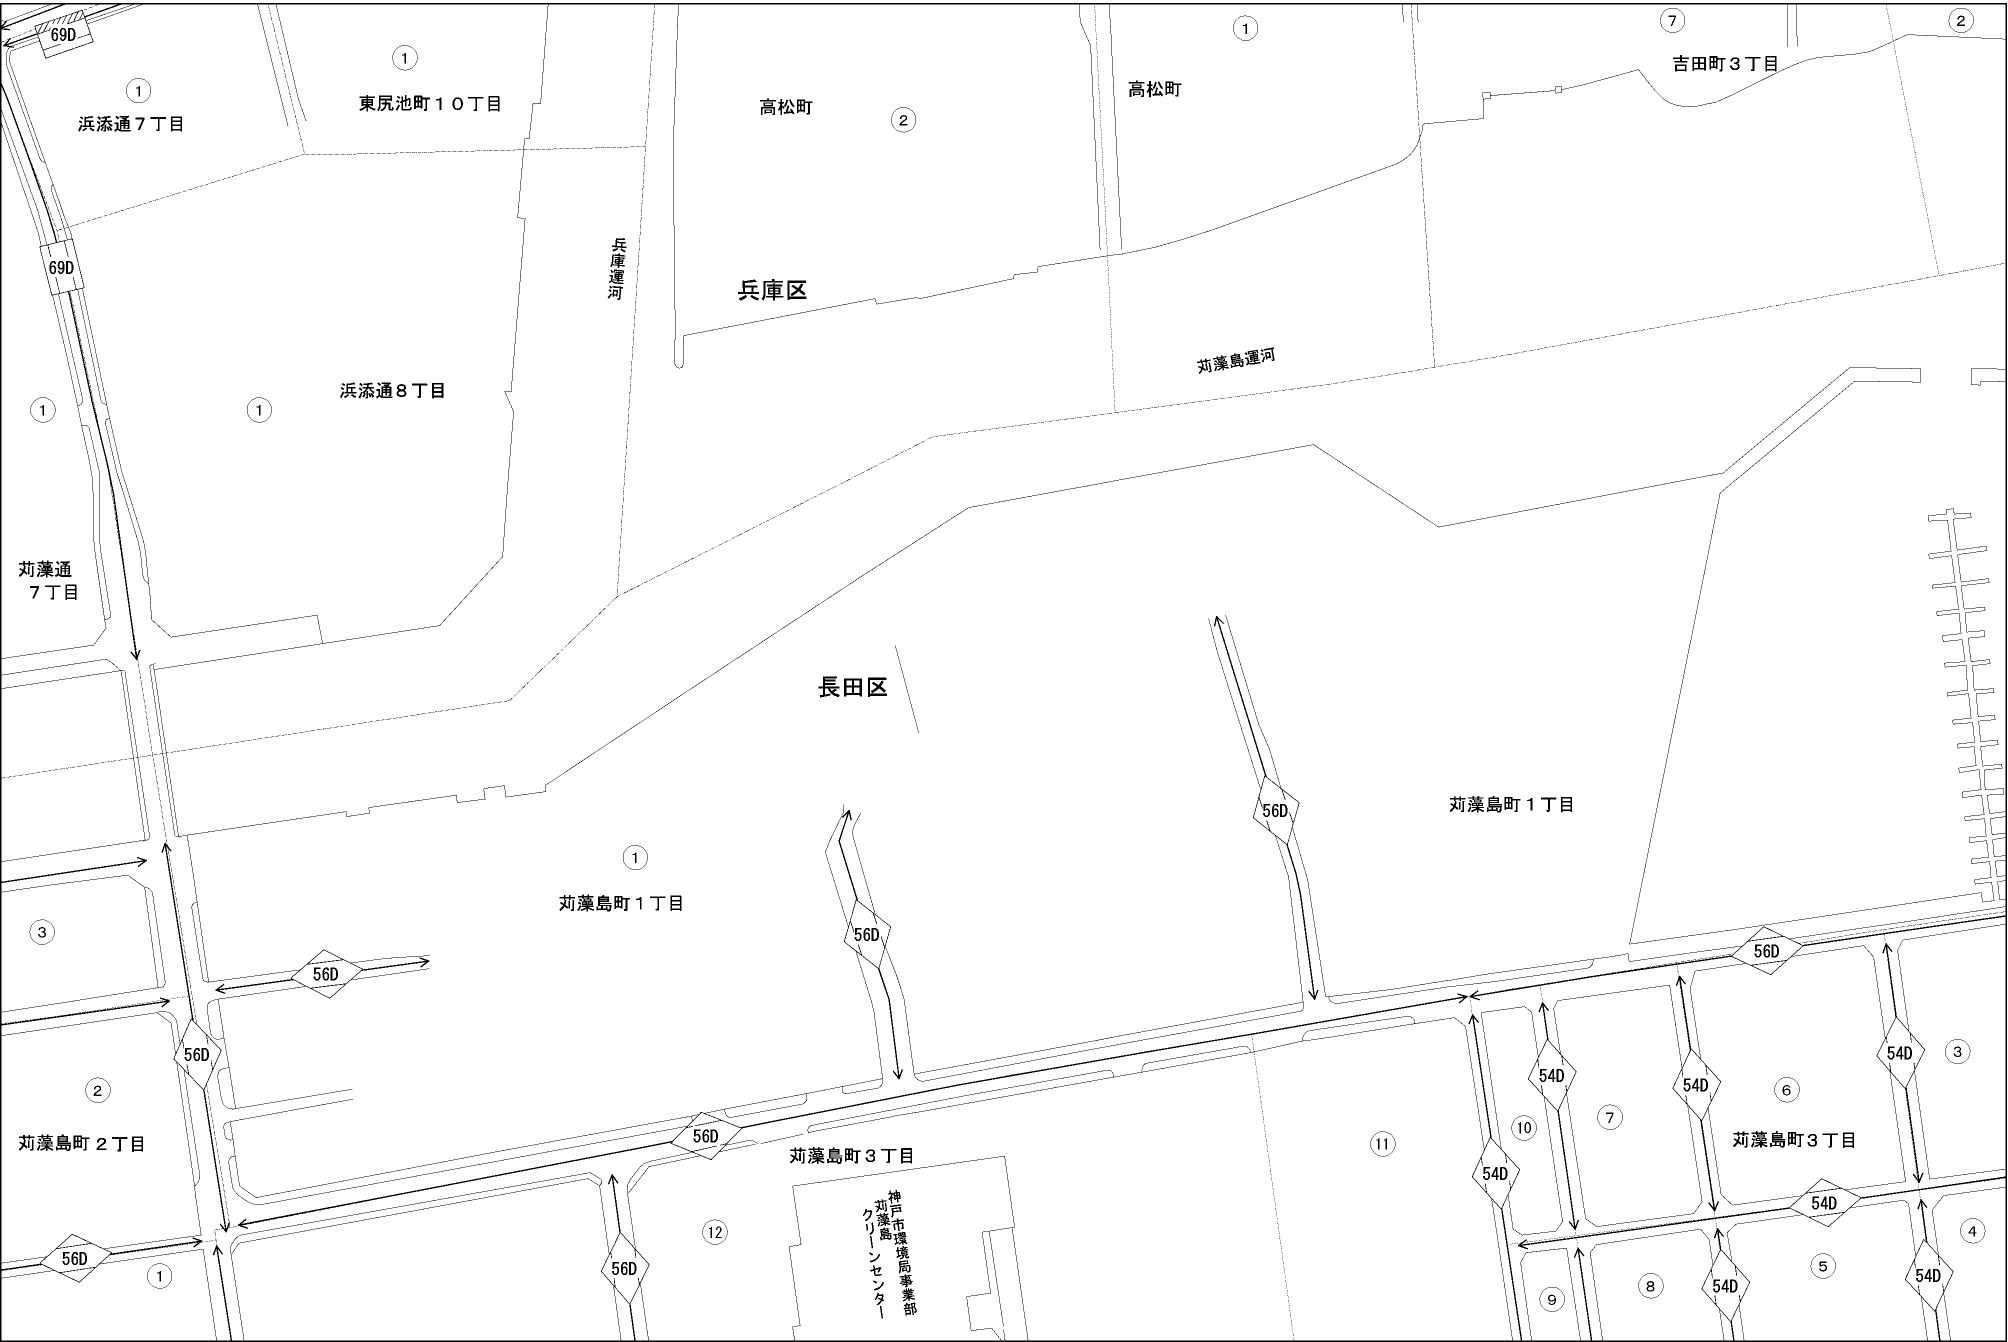 69D
①
①
①
⑦
②
浜添通７丁目
東尻池町１０丁目
高松町
②
高松町
吉田町３丁目
69D
兵庫運河
兵庫区
苅藻島運河
①
①
浜添通８丁目
苅藻通
７丁目
長田区
56D
苅藻島町１丁目
①
苅藻島町１丁目
56D
③
56D
56D
56D
②
苅藻島町２丁目
56D
苅藻島町３丁目
⑪
⑩
54D
⑦
54D
⑥
苅藻島町３丁目
54D
③
54D
54D
56D
①
56D
⑫
神戸市環境局事業部
苅藻島
クリーンセンター
⑨
⑧
54D
⑤
54D
④